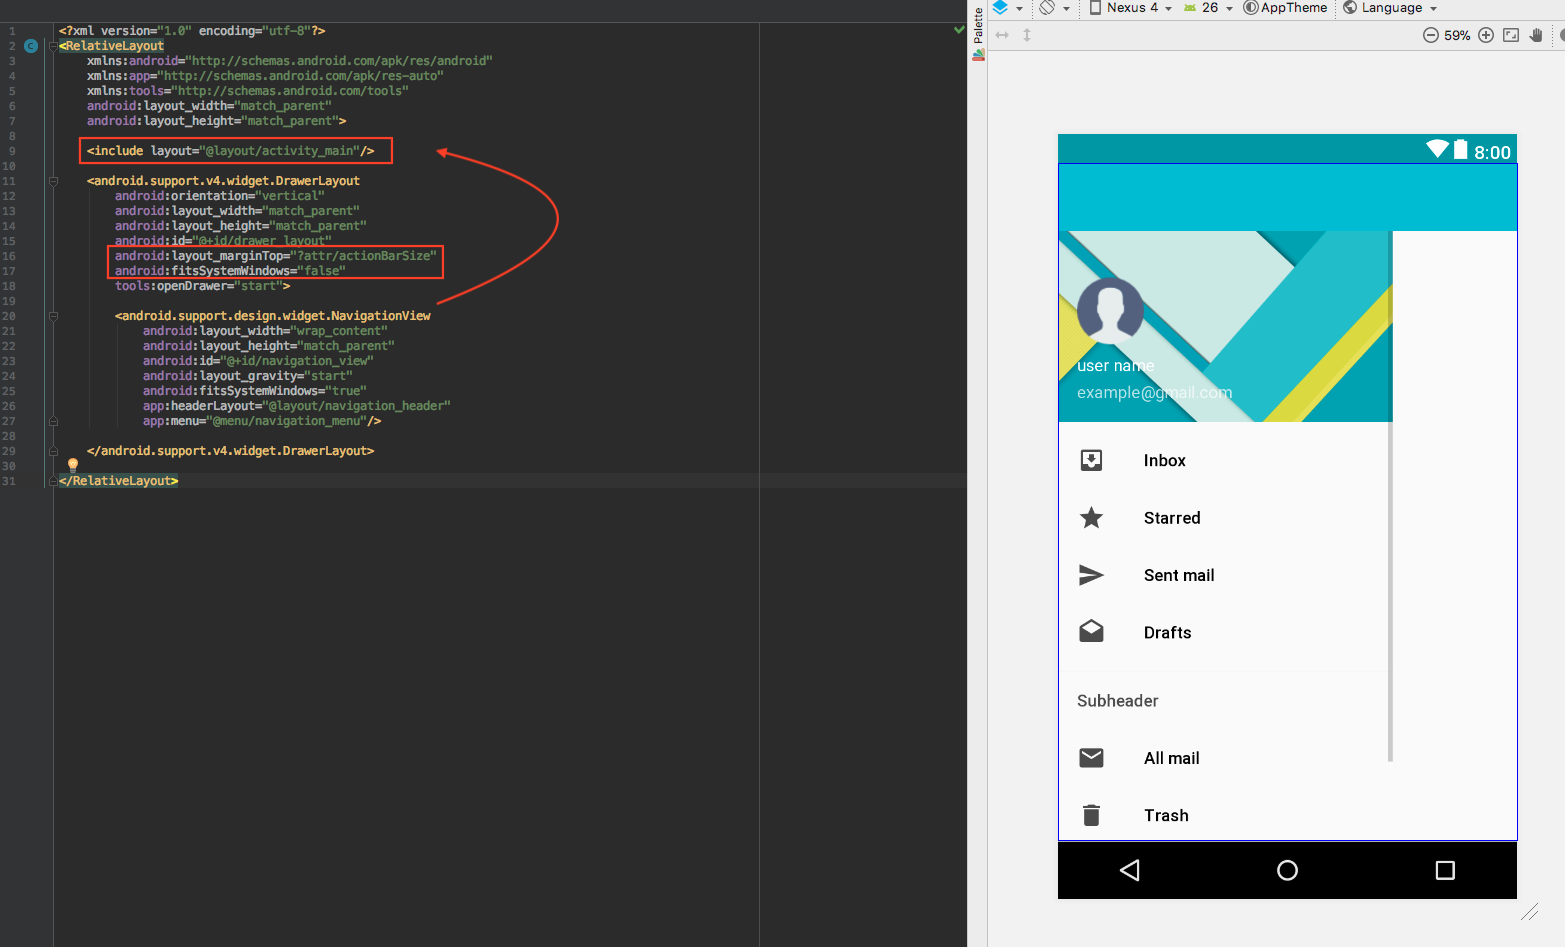 Palette
Nexus 4
26
AppTheme
Language
59%
1 <?xml version="1.0" encoding="utf-8"?>
2 <RelativeLayout
3 xmlns:android="http://schemas.android.com/apk/res/android"
4 xmlns:app="http://schemas.android.com/apk/res-auto"
5 xmlns:tools="http://schemas.android.com/tools"
6 android:layout_width="match_parent"
7 android:layout_height="match_parent">
8
9 <include layout="@layout/activity_main"/>
10
11 <android.support.v4.widget.DrawerLayout
12 android:orientation="vertical"
13 android:layout_width="match_parent"
14 android:layout_height="match_parent"
15 android:id="@+id/drawer_layout"
16 android:layout_marginTop="?attr/actionBarSize"
17 android:fitsSystemWindows="false"
18 tools:openDrawer="start">
19
20 <android.support.design.widget.NavigationView
21 android:layout_width="wrap_content"
22 android:layout_height="match_parent"
23 android:id="@+id/navigation_view"
24 android:layout_gravity="start"
25 android:fitsSystemWindows="true"
26 app:headerLayout="@layout/navigation_header"
27 app:menu="@menu/navigation_menu"/>
28
29 </android.support.v4.widget.DrawerLayout>
30
31 </RelativeLayout>
8:00
user name
example@gmail.com
Inbox
Starred
Sent mail
Drafts
Subheader
All mail
Trash